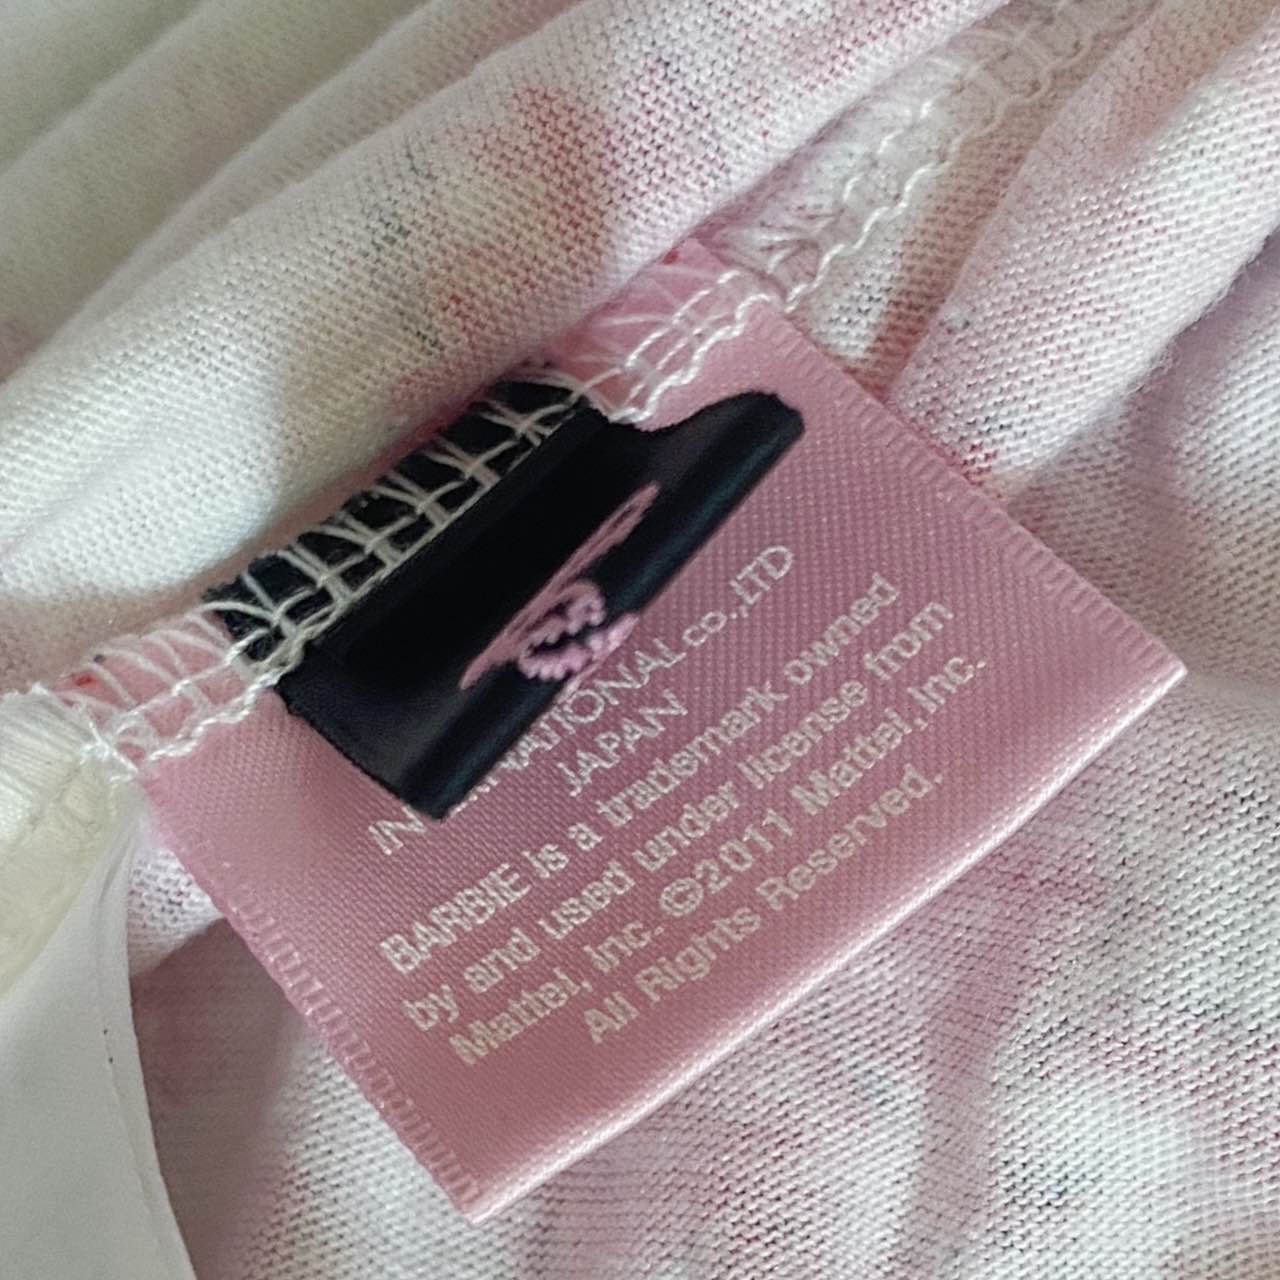 INTERNATIONAL co.,LTD
JAPAN
BARBIE is a trademark owned
by and used under license from
Mattel, Inc. ©2011 Mattel, Inc.
All Rights Reserved.